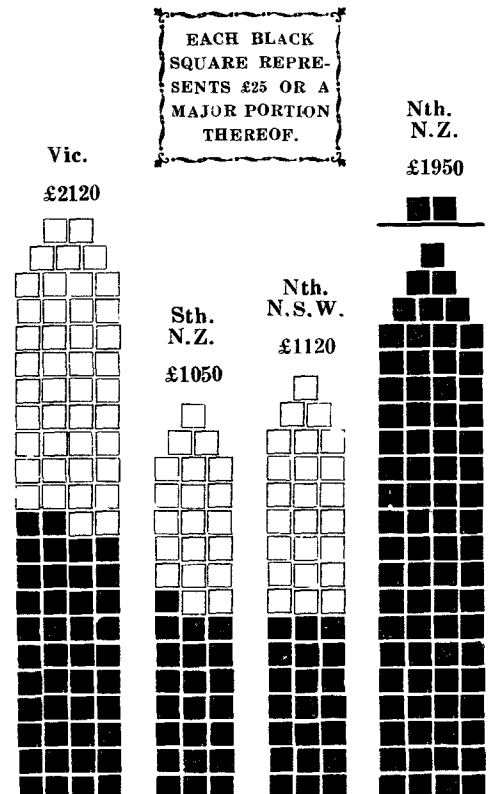 EACH BLACK
SQUARE REPRE-
SENTS £25 OR A
MAJOR PORTION
THEREOF.
Vic.
£2120
Sth.
N.Z.
£1050
Nth.
N.S.W.
£1120
Nth.
N.Z.
£1950